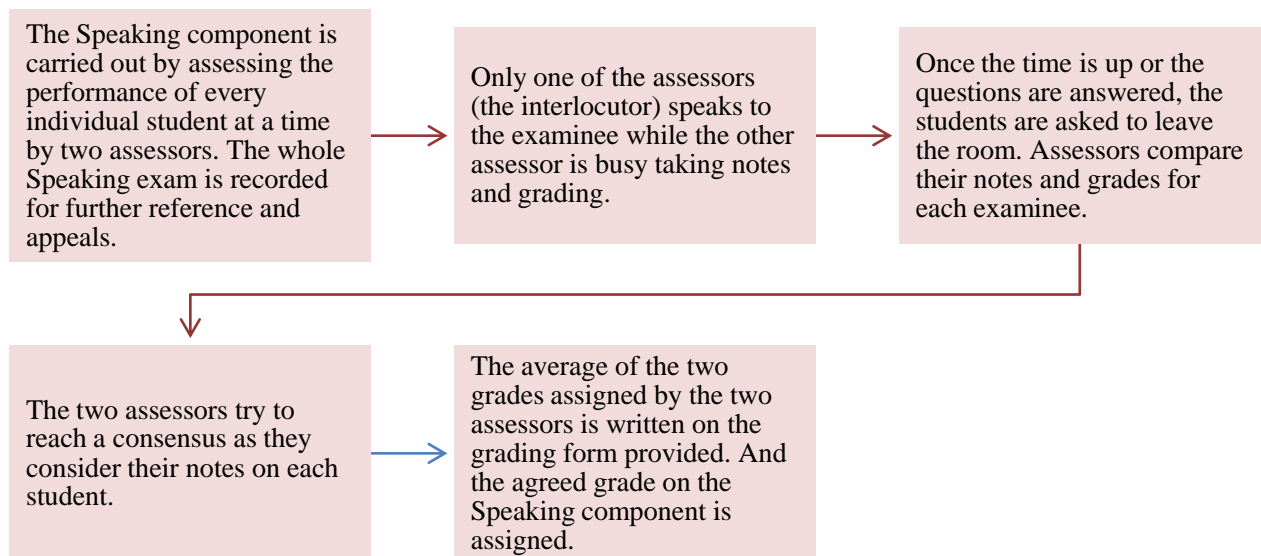 The Speaking component is
carried out by assessing the
performance of every
individual student at a time
by two assessors. The whole
Speaking exam is recorded
for further reference and
appeals.
Only one of the assessors
(the interlocutor) speaks to
the examinee while the other
assessor is busy taking notes
and grading.
Once the time is up or the
questions are answered, the
students are asked to leave
the room. Assessors compare
their notes and grades for
each examinee.
The two assessors try to
reach a consensus as they
consider their notes on each
student.
The average of the two
grades assigned by the two
assessors is written on the
grading form provided. And
the agreed grade on the
Speaking component is
assigned.